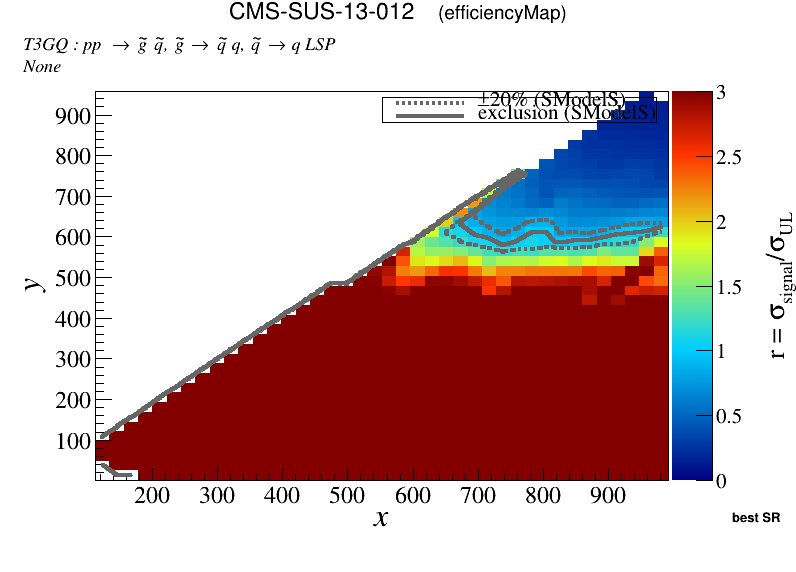 CMS-SUS-13-012 (efficiencyMap)
T3GQ : pp → g̃ q̃, g̃ → q̃ q, q̃ → q LSP
None
±20% (SModelS)
exclusion (SModelS)
900
800
700
600
500
400
300
200
100
y
200 300 400 500 600 700 800 900
x
3
2.5
2
1.5
1
0.5
0
r = σsignal/σUL
best SR